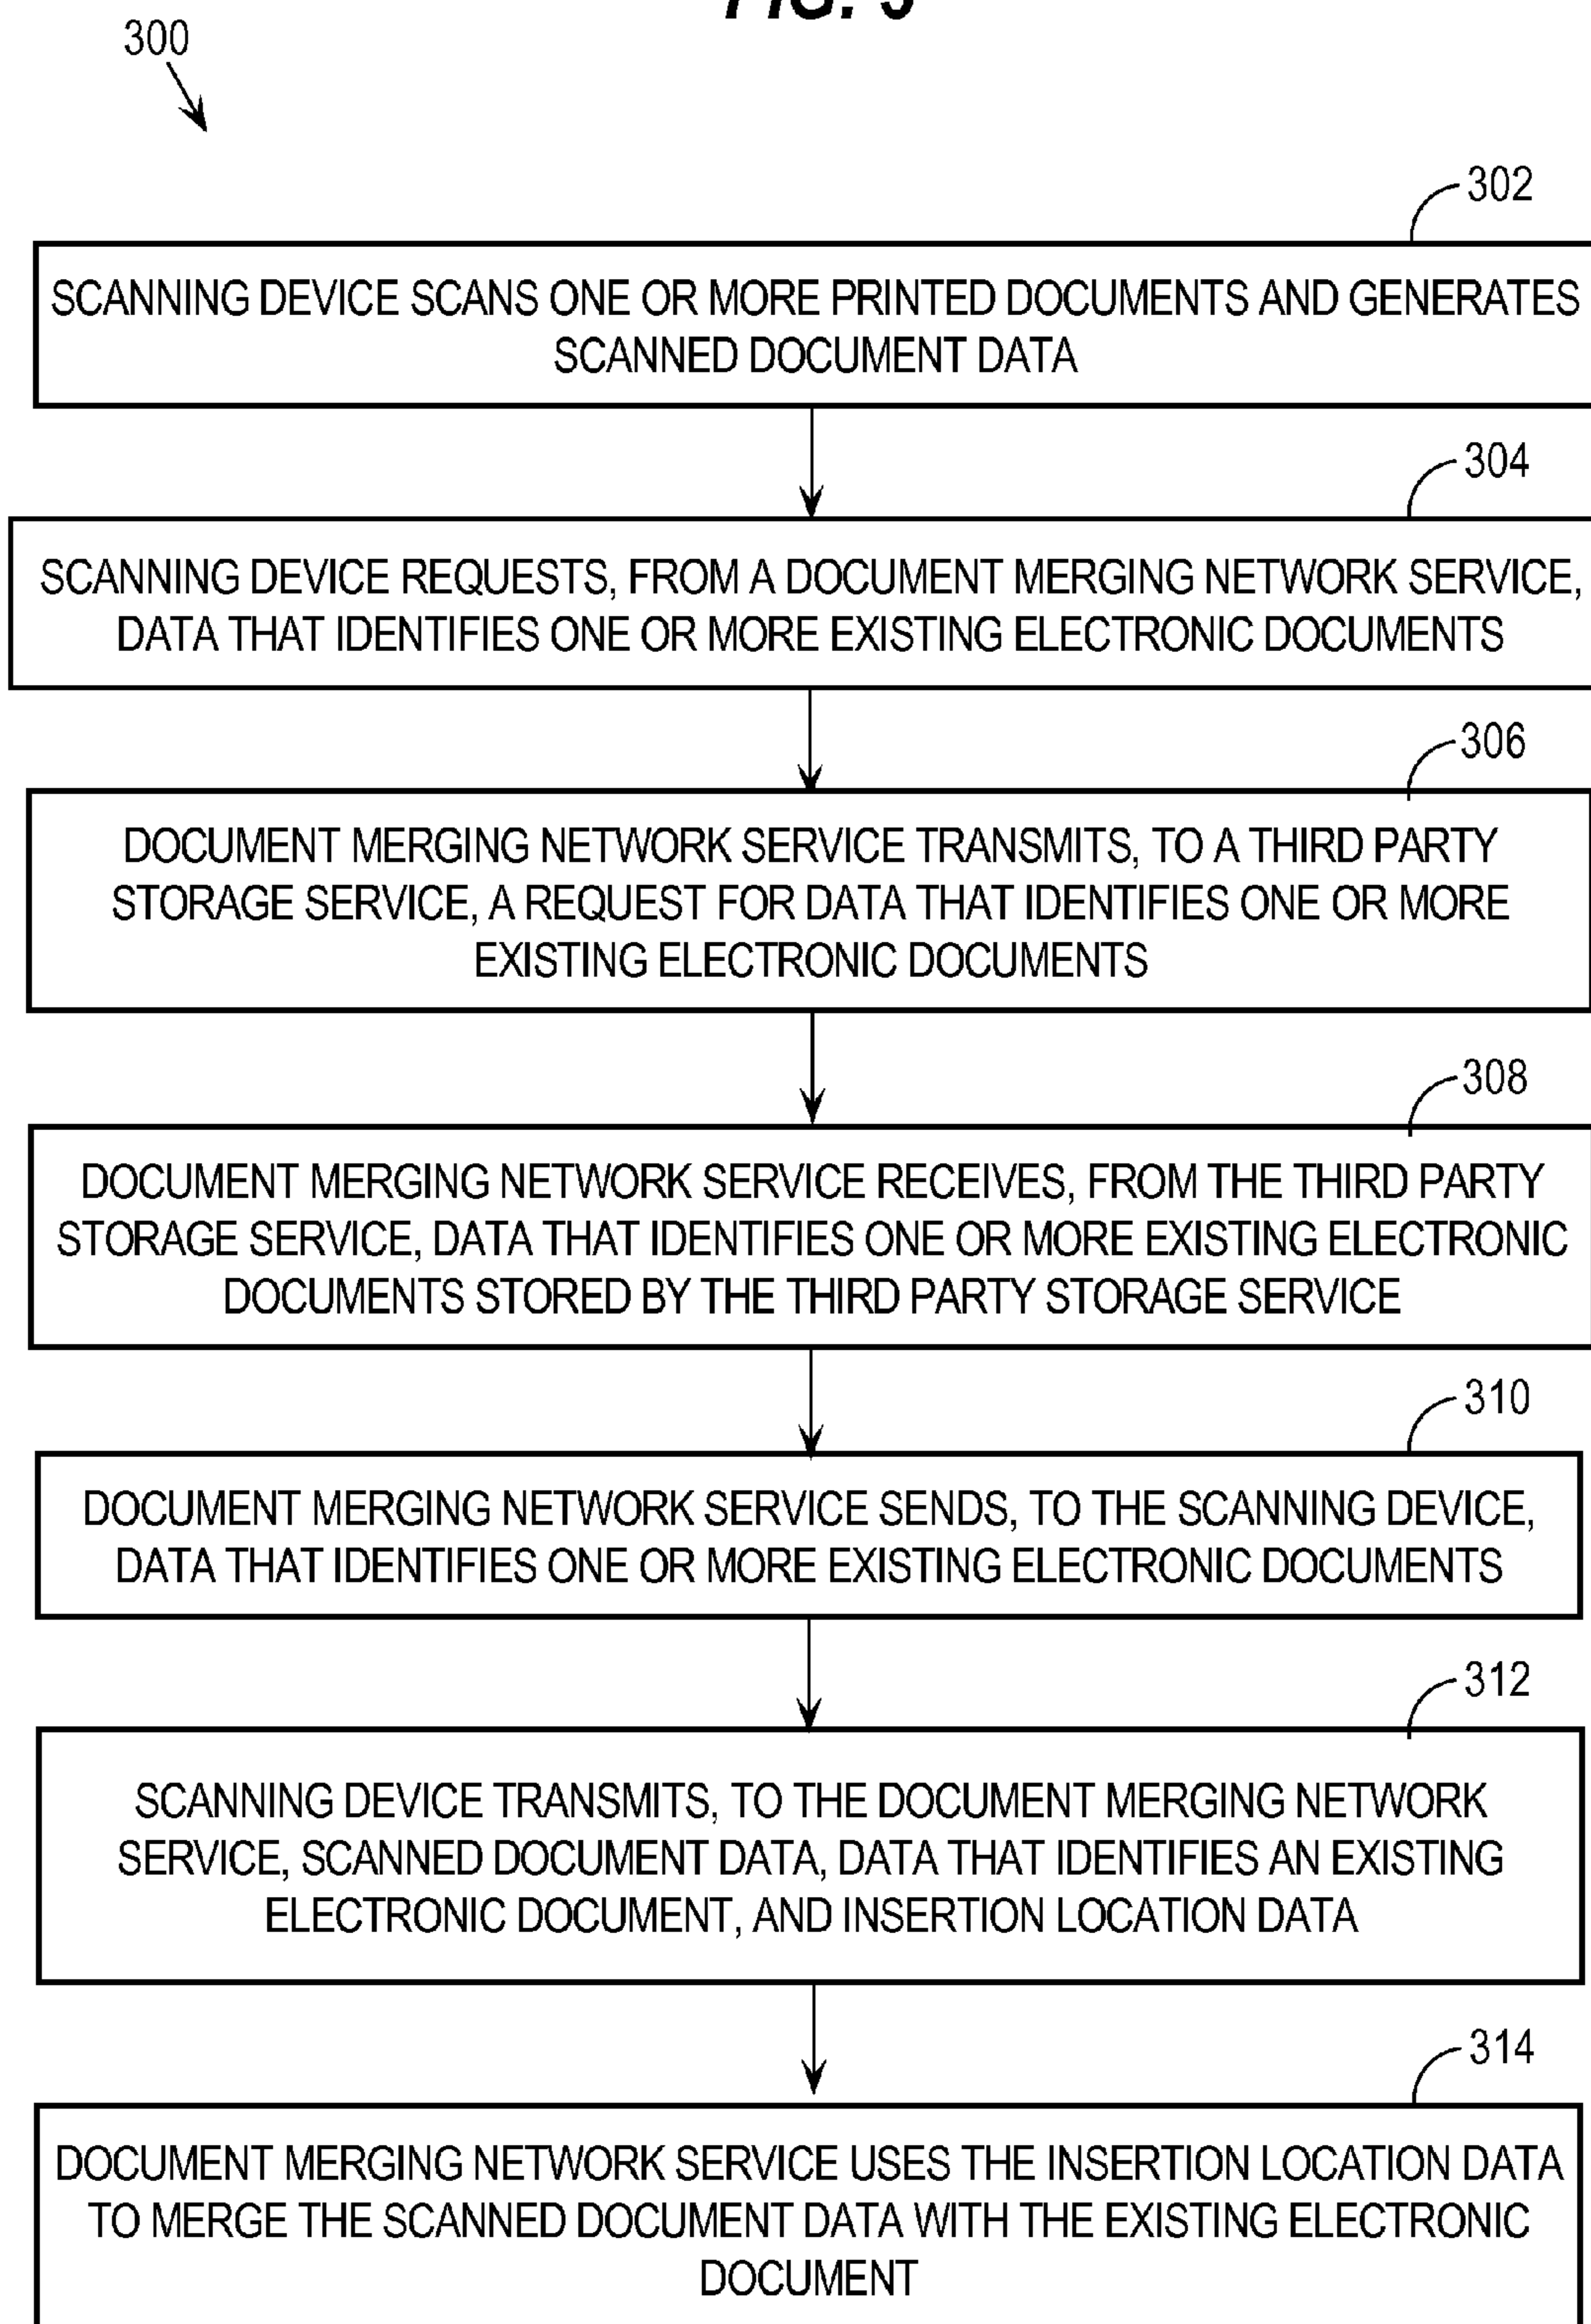 FIG. 3
300
302
SCANNING DEVICE SCANS ONE OR MORE PRINTED DOCUMENTS AND GENERATES
SCANNED DOCUMENT DATA
304
SCANNING DEVICE REQUESTS, FROM A DOCUMENT MERGING NETWORK SERVICE,
DATA THAT IDENTIFIES ONE OR MORE EXISTING ELECTRONIC DOCUMENTS
306
DOCUMENT MERGING NETWORK SERVICE TRANSMITS, TO A THIRD PARTY
STORAGE SERVICE, A REQUEST FOR DATA THAT IDENTIFIES ONE OR MORE
EXISTING ELECTRONIC DOCUMENTS
308
DOCUMENT MERGING NETWORK SERVICE RECEIVES, FROM THE THIRD PARTY
STORAGE SERVICE, DATA THAT IDENTIFIES ONE OR MORE EXISTING ELECTRONIC
DOCUMENTS STORED BY THE THIRD PARTY STORAGE SERVICE
310
DOCUMENT MERGING NETWORK SERVICE SENDS, TO THE SCANNING DEVICE,
DATA THAT IDENTIFIES ONE OR MORE EXISTING ELECTRONIC DOCUMENTS
312
SCANNING DEVICE TRANSMITS, TO THE DOCUMENT MERGING NETWORK
SERVICE, SCANNED DOCUMENT DATA, DATA THAT IDENTIFIES AN EXISTING
ELECTRONIC DOCUMENT, AND INSERTION LOCATION DATA
314
DOCUMENT MERGING NETWORK SERVICE USES THE INSERTION LOCATION DATA
TO MERGE THE SCANNED DOCUMENT DATA WITH THE EXISTING ELECTRONIC
DOCUMENT